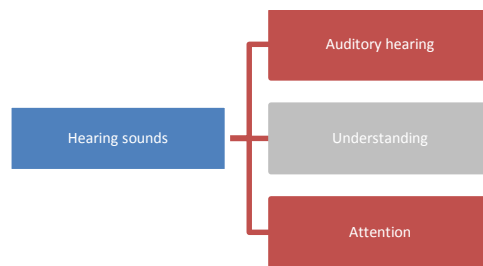 Auditory hearing
Hearing sounds
Understanding
Attention